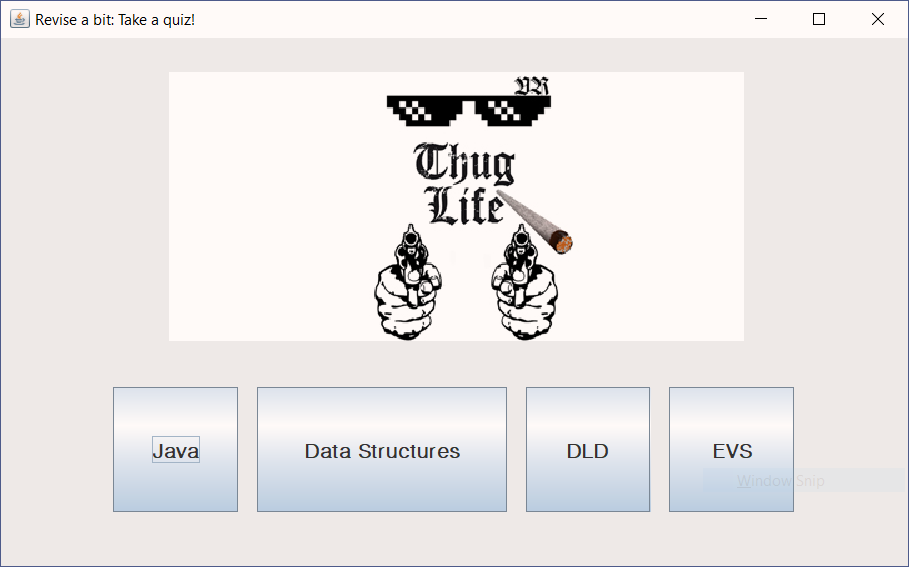 Revise a bit: Take a quiz!
Thug
Life
Java
Data Structures
DLD
EVS
Window Snip